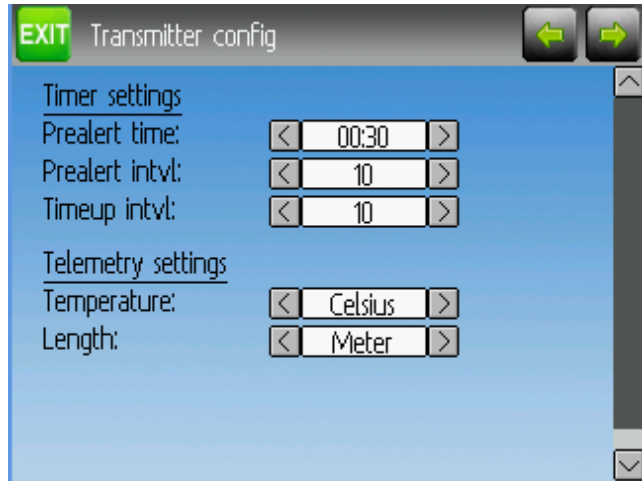 EXIT Transmitter config
Timer settings
Prealert time: 00:30
Prealert intvl: 10
Timeup intvl: 10
Telemetry settings
Temperature: Celsius
Length: Meter